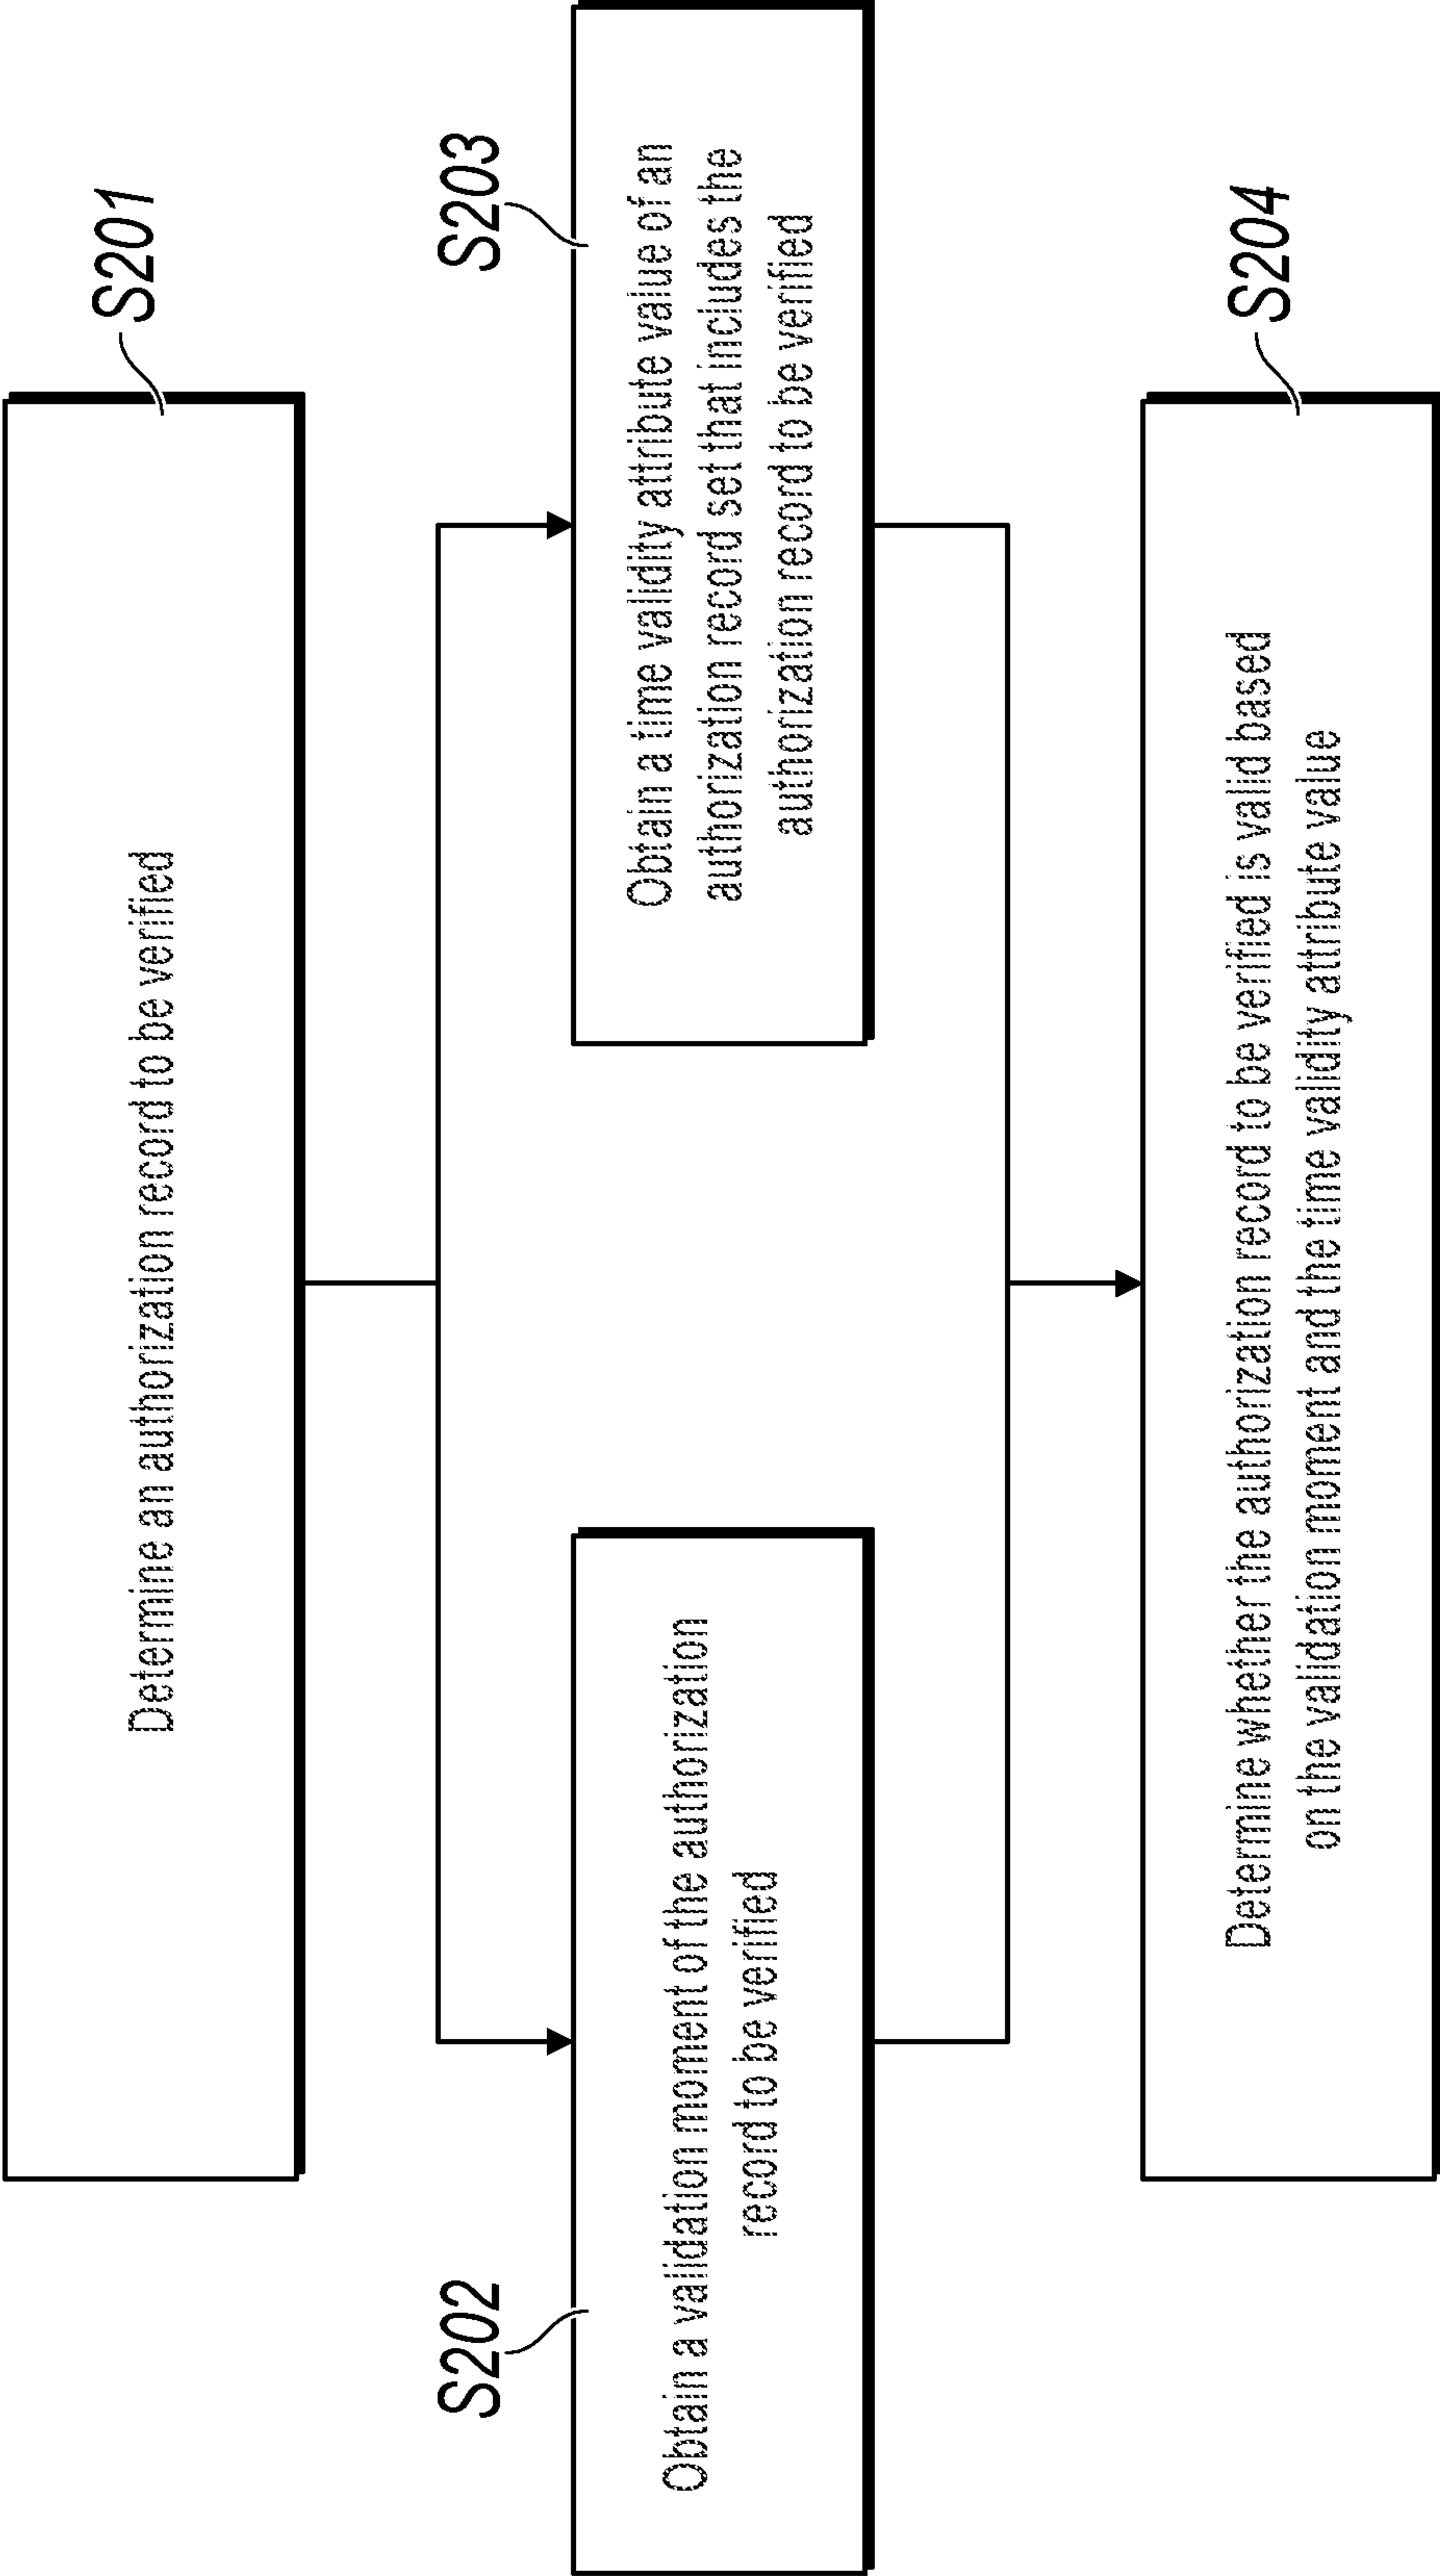 S201
Determine an authorization record to be verified
S202
Obtain a validation moment of the authorization
record to be verified
S203
Obtain a time validity attribute value of an
authorization record set that includes the
authorization record to be verified
S204
Determine whether the authorization record to be verified is valid based
on the validation moment and the time validity attribute value